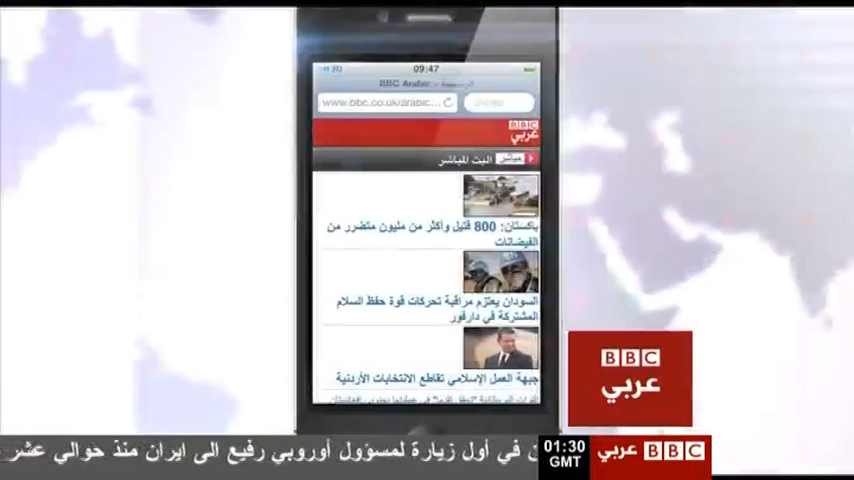 09:47
BBC Arabic - الرئيسية
www.bbc.co.uk/arabic...
BBC
عربي
مباشر البث المباشر
باكستان: 800 قتيل وأكثر من مليون متضرر من
الفيضانات
السودان يعتزم مراقبة تحركات قوة حفظ السلام
المشتركة في دارفور
جبهة العمل الإسلامي تقاطع الانتخابات الأردنية
BBC
عربي
في أول زيارة لمسؤول أوروبي رفيع الى ايران منذ حوالي عشر
01:30
GMT
BBC عربي